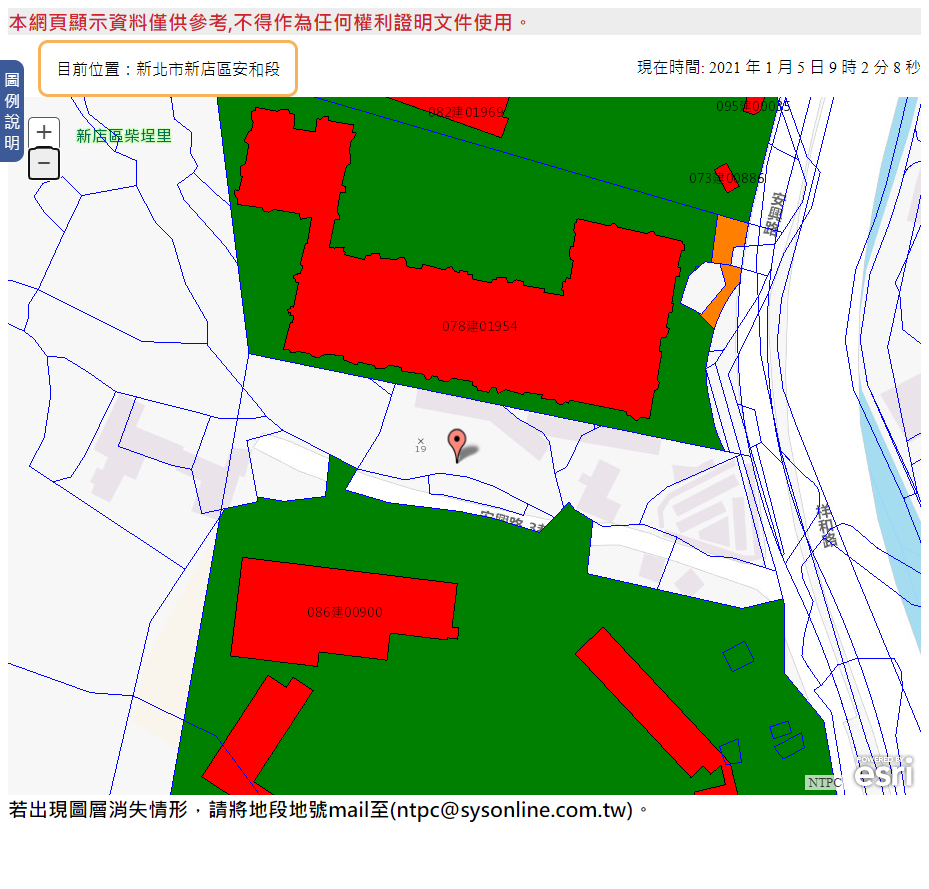 本網頁顯示資料僅供參考,不得作為任何權利證明文件使用。
目前位置：新北市新店區安和段
現在時間: 2021 年 1 月 5 日 9 時 2 分 8 秒
圖例說明
+
−
新店區柴埕里
082建01969
095建00035
073建00886
安興路
078建01954
19
安興路
祥和路
086建00900
NTPC
POWERED BY
esri
若出現圖層消失情形，請將地段地號mail至(ntpc@sysonline.com.tw)。